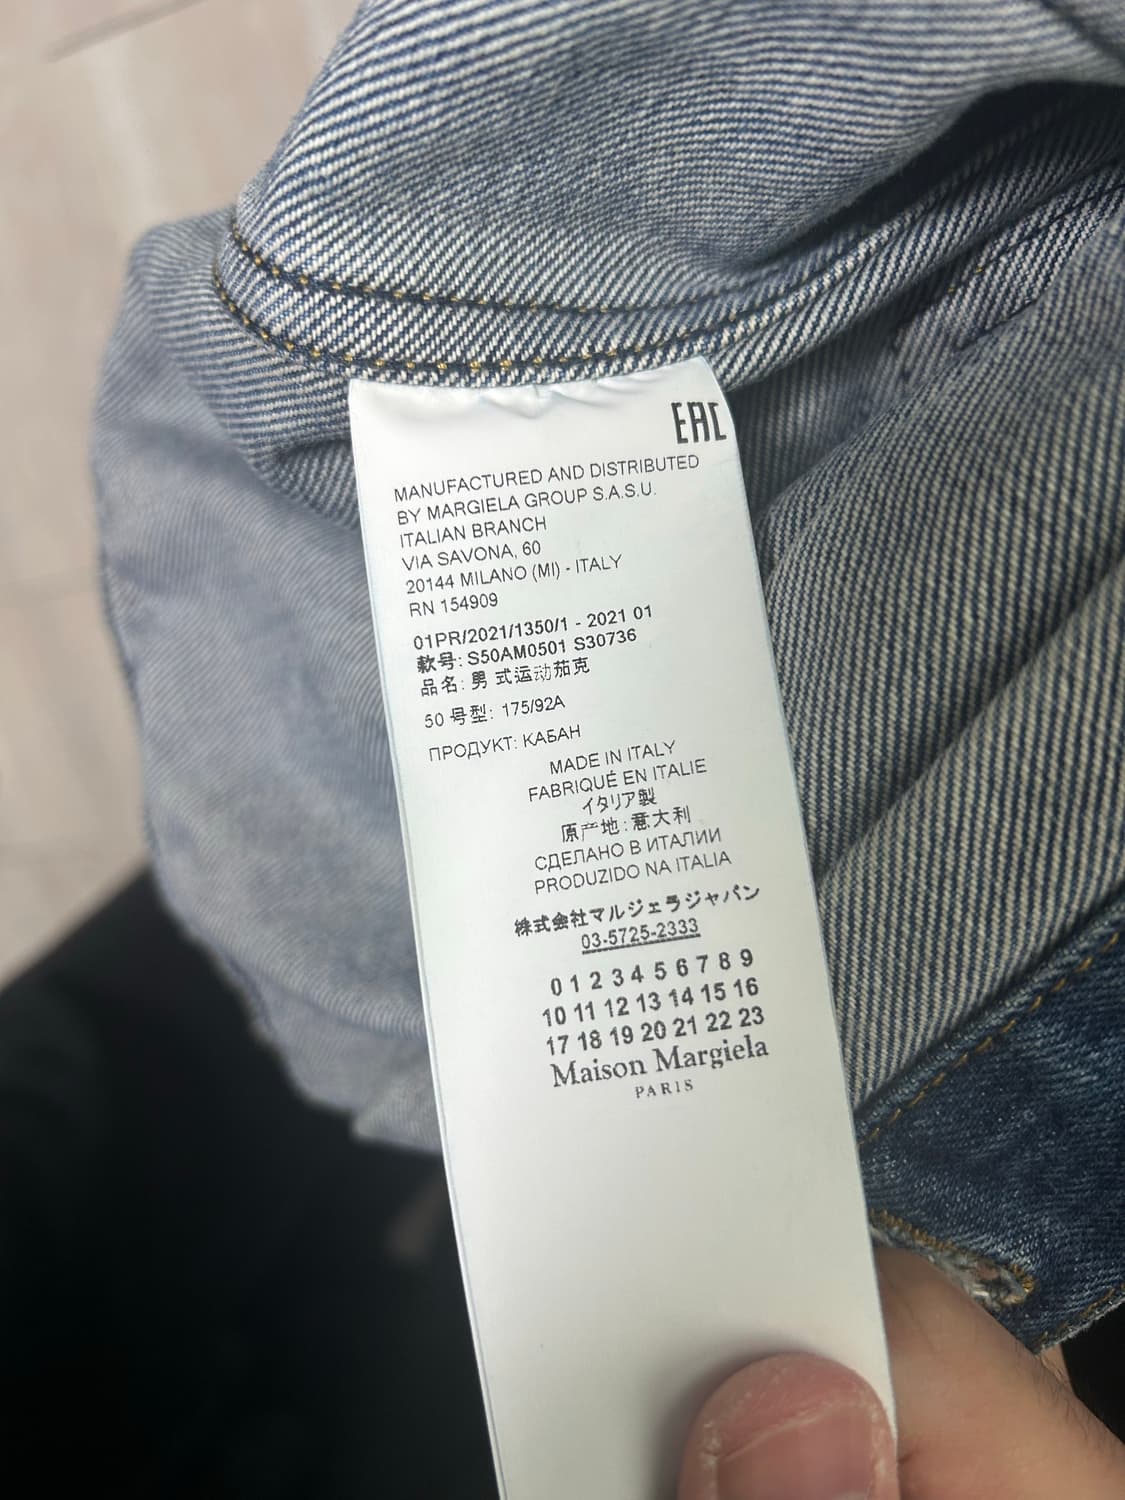 EAC
MANUFACTURED AND DISTRIBUTED
BY MARGIELA GROUP S.A.S.U.
ITALIAN BRANCH
VIA SAVONA, 60
20144 MILANO (MI) - ITALY
RN 154909
01PR/2021/1350/1 - 2021 01
款号: S50AM0501 S30736
品名: 男 式运动茄克
50 号型: 175/92A
ПРОДУКТ: КАБАН
MADE IN ITALY
FABRIQUÉ EN ITALIE
イタリア製
原产地: 意大利
СДЕЛАНО В ИТАЛИИ
PRODUZIDO NA ITALIA
株式会社マルジェラジャパン
03-5725-2333
0 1 2 3 4 5 6 7 8 9
10 11 12 13 14 15 16
17 18 19 20 21 22 23
Maison Margiela
PARIS